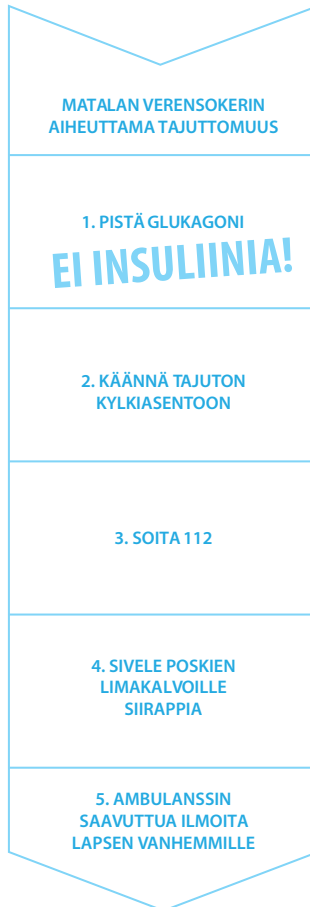 MATALAN VERENSOKERIN
AIHEUTTAMA TAJUTTOMUUS
1. PISTÄ GLUKAGONI
EI INSULIINIA!
2. KÄÄNNÄ TAJUTON
KYLKIASENTOON
3. SOITA 112
4. SIVELE POSKIEN
LIMAKALVOILLE
SIIRAPPIA
5. AMBULANSSIN
SAAVUTTUA ILMOITA
LAPSEN VANHEMMILLE